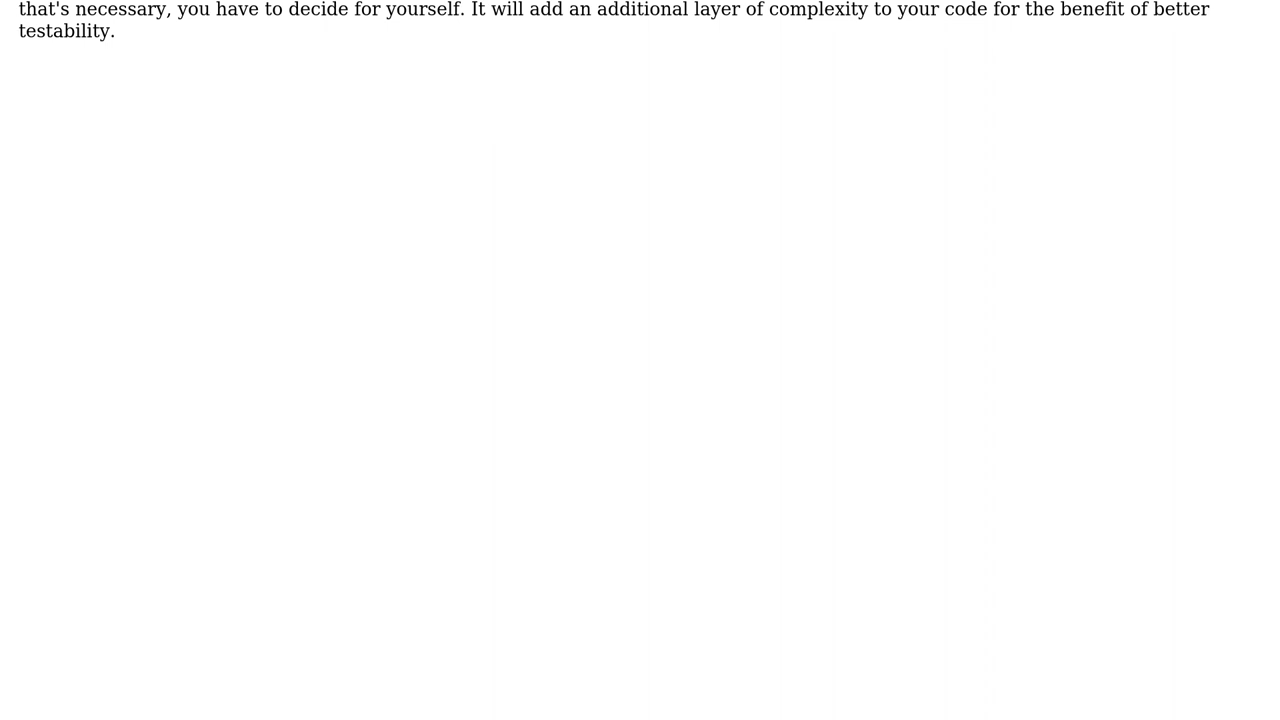 that's necessary, you have to decide for yourself. It will add an additional layer of complexity to your code for the benefit of better
testability.